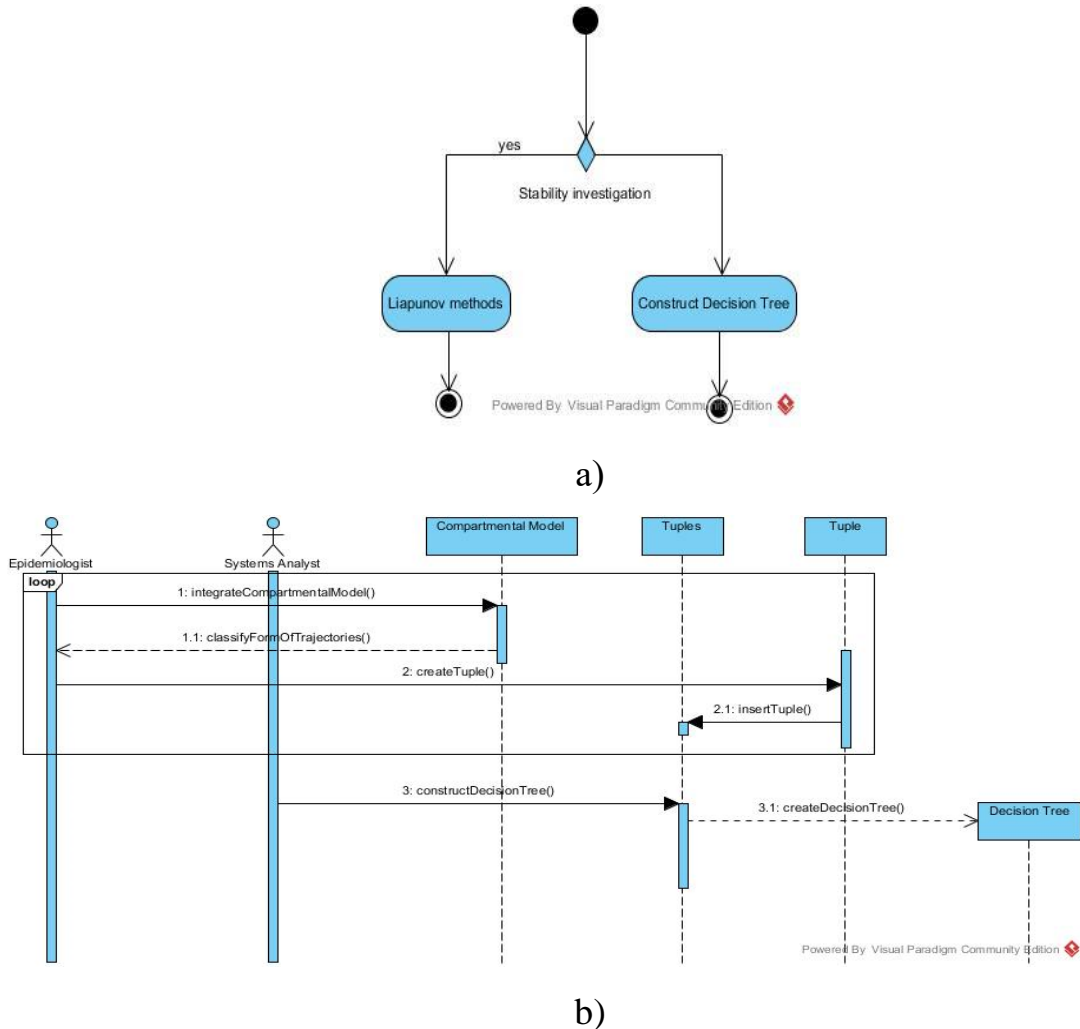 yes
Stability investigation
Liapunov methods
Construct Decision Tree
Powered By Visual Paradigm Community Edition
a)
Epidemiologist
Systems Analyst
Compartmental Model
Tuples
Tuple
loop
1: integrateCompartmentalModel()
1.1: classifyFormOfTrajectories()
2: createTuple()
2.1: insertTuple()
3: constructDecisionTree()
3.1: createDecisionTree()
Decision Tree
Powered By Visual Paradigm Community Edition
b)